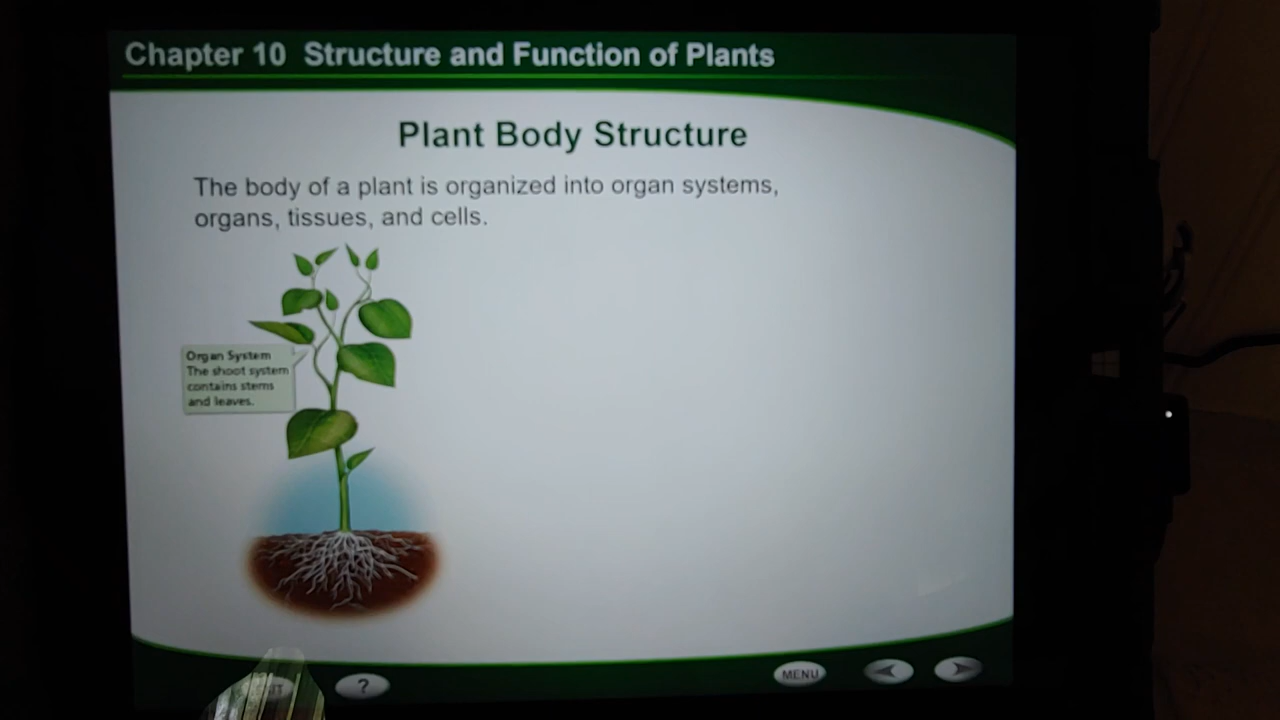 Chapter 10 Structure and Function of Plants
Plant Body Structure
The body of a plant is organized into organ systems,
organs, tissues, and cells.
Organ System
The shoot system
contains stems
and leaves.
?
MENU